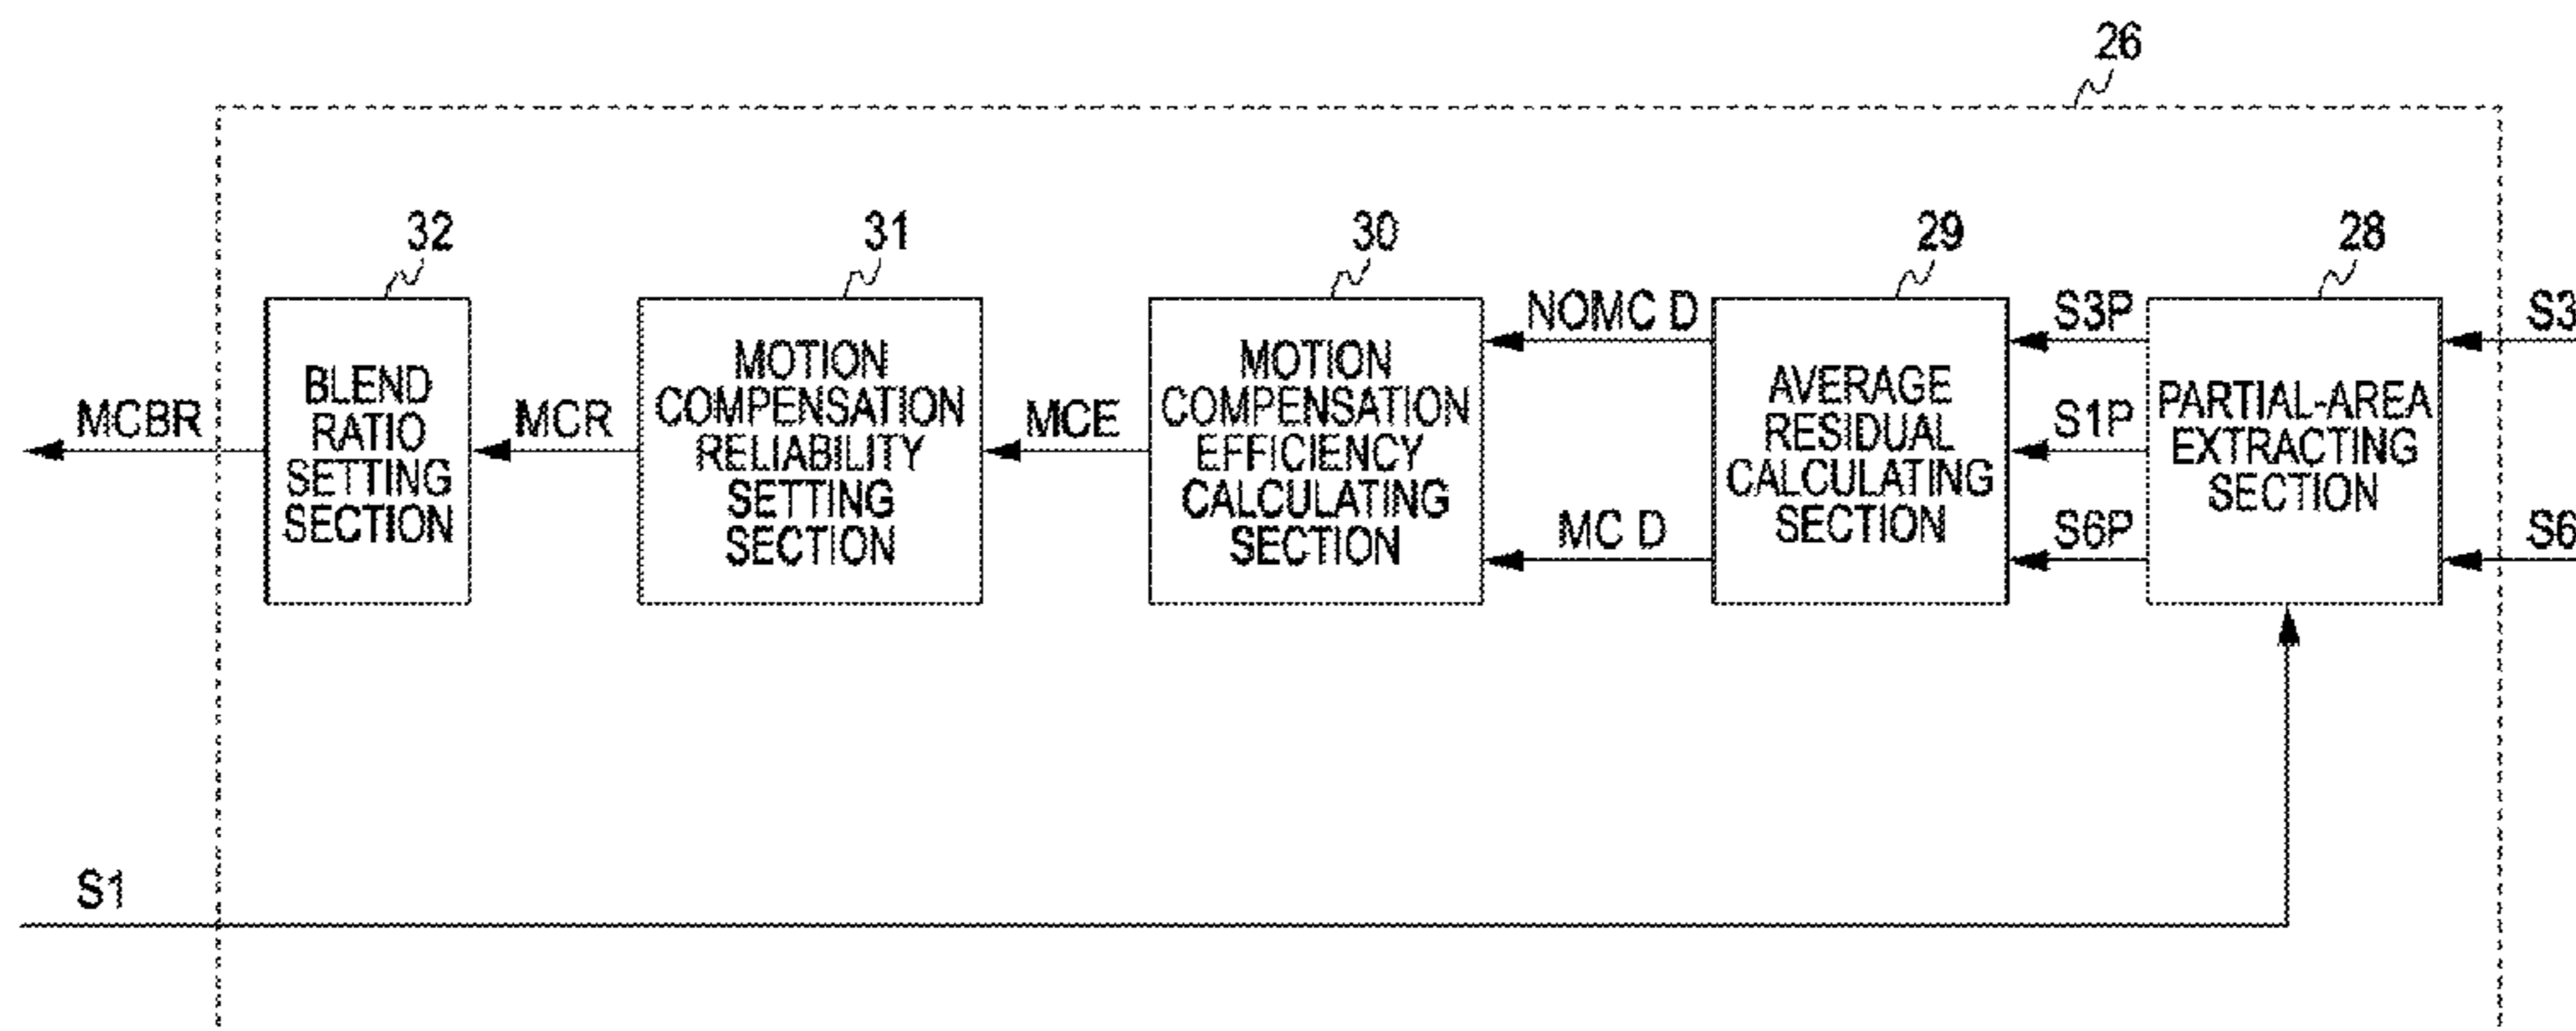 26
32
31
30
29
28
MCBR
BLEND
RATIO
SETTING
SECTION
MCR
MOTION
COMPENSATION
RELIABILITY
SETTING
SECTION
MCE
MOTION
COMPENSATION
EFFICIENCY
CALCULATING
SECTION
NOMC D
MC D
AVERAGE
RESIDUAL
CALCULATING
SECTION
S3P
S1P
S6P
PARTIAL-AREA
EXTRACTING
SECTION
S3
S6
S1